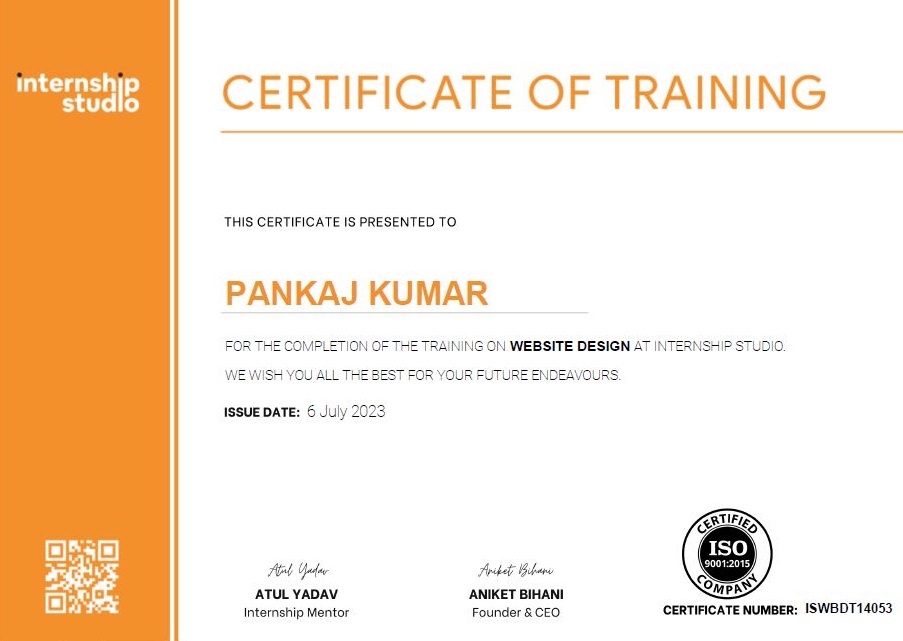 internship
studio
CERTIFICATE OF TRAINING
THIS CERTIFICATE IS PRESENTED TO
PANKAJ KUMAR
FOR THE COMPLETION OF THE TRAINING ON WEBSITE DESIGN AT INTERNSHIP STUDIO.
WE WISH YOU ALL THE BEST FOR YOUR FUTURE ENDEAVOURS.
ISSUE DATE: 6 July 2023
Atul Yadav
ATUL YADAV
Internship Mentor
Aniket Bihani
ANIKET BIHANI
Founder & CEO
CERTIFIED
ISO
9001:2015
COMPANY
CERTIFICATE NUMBER: ISWBDT14053